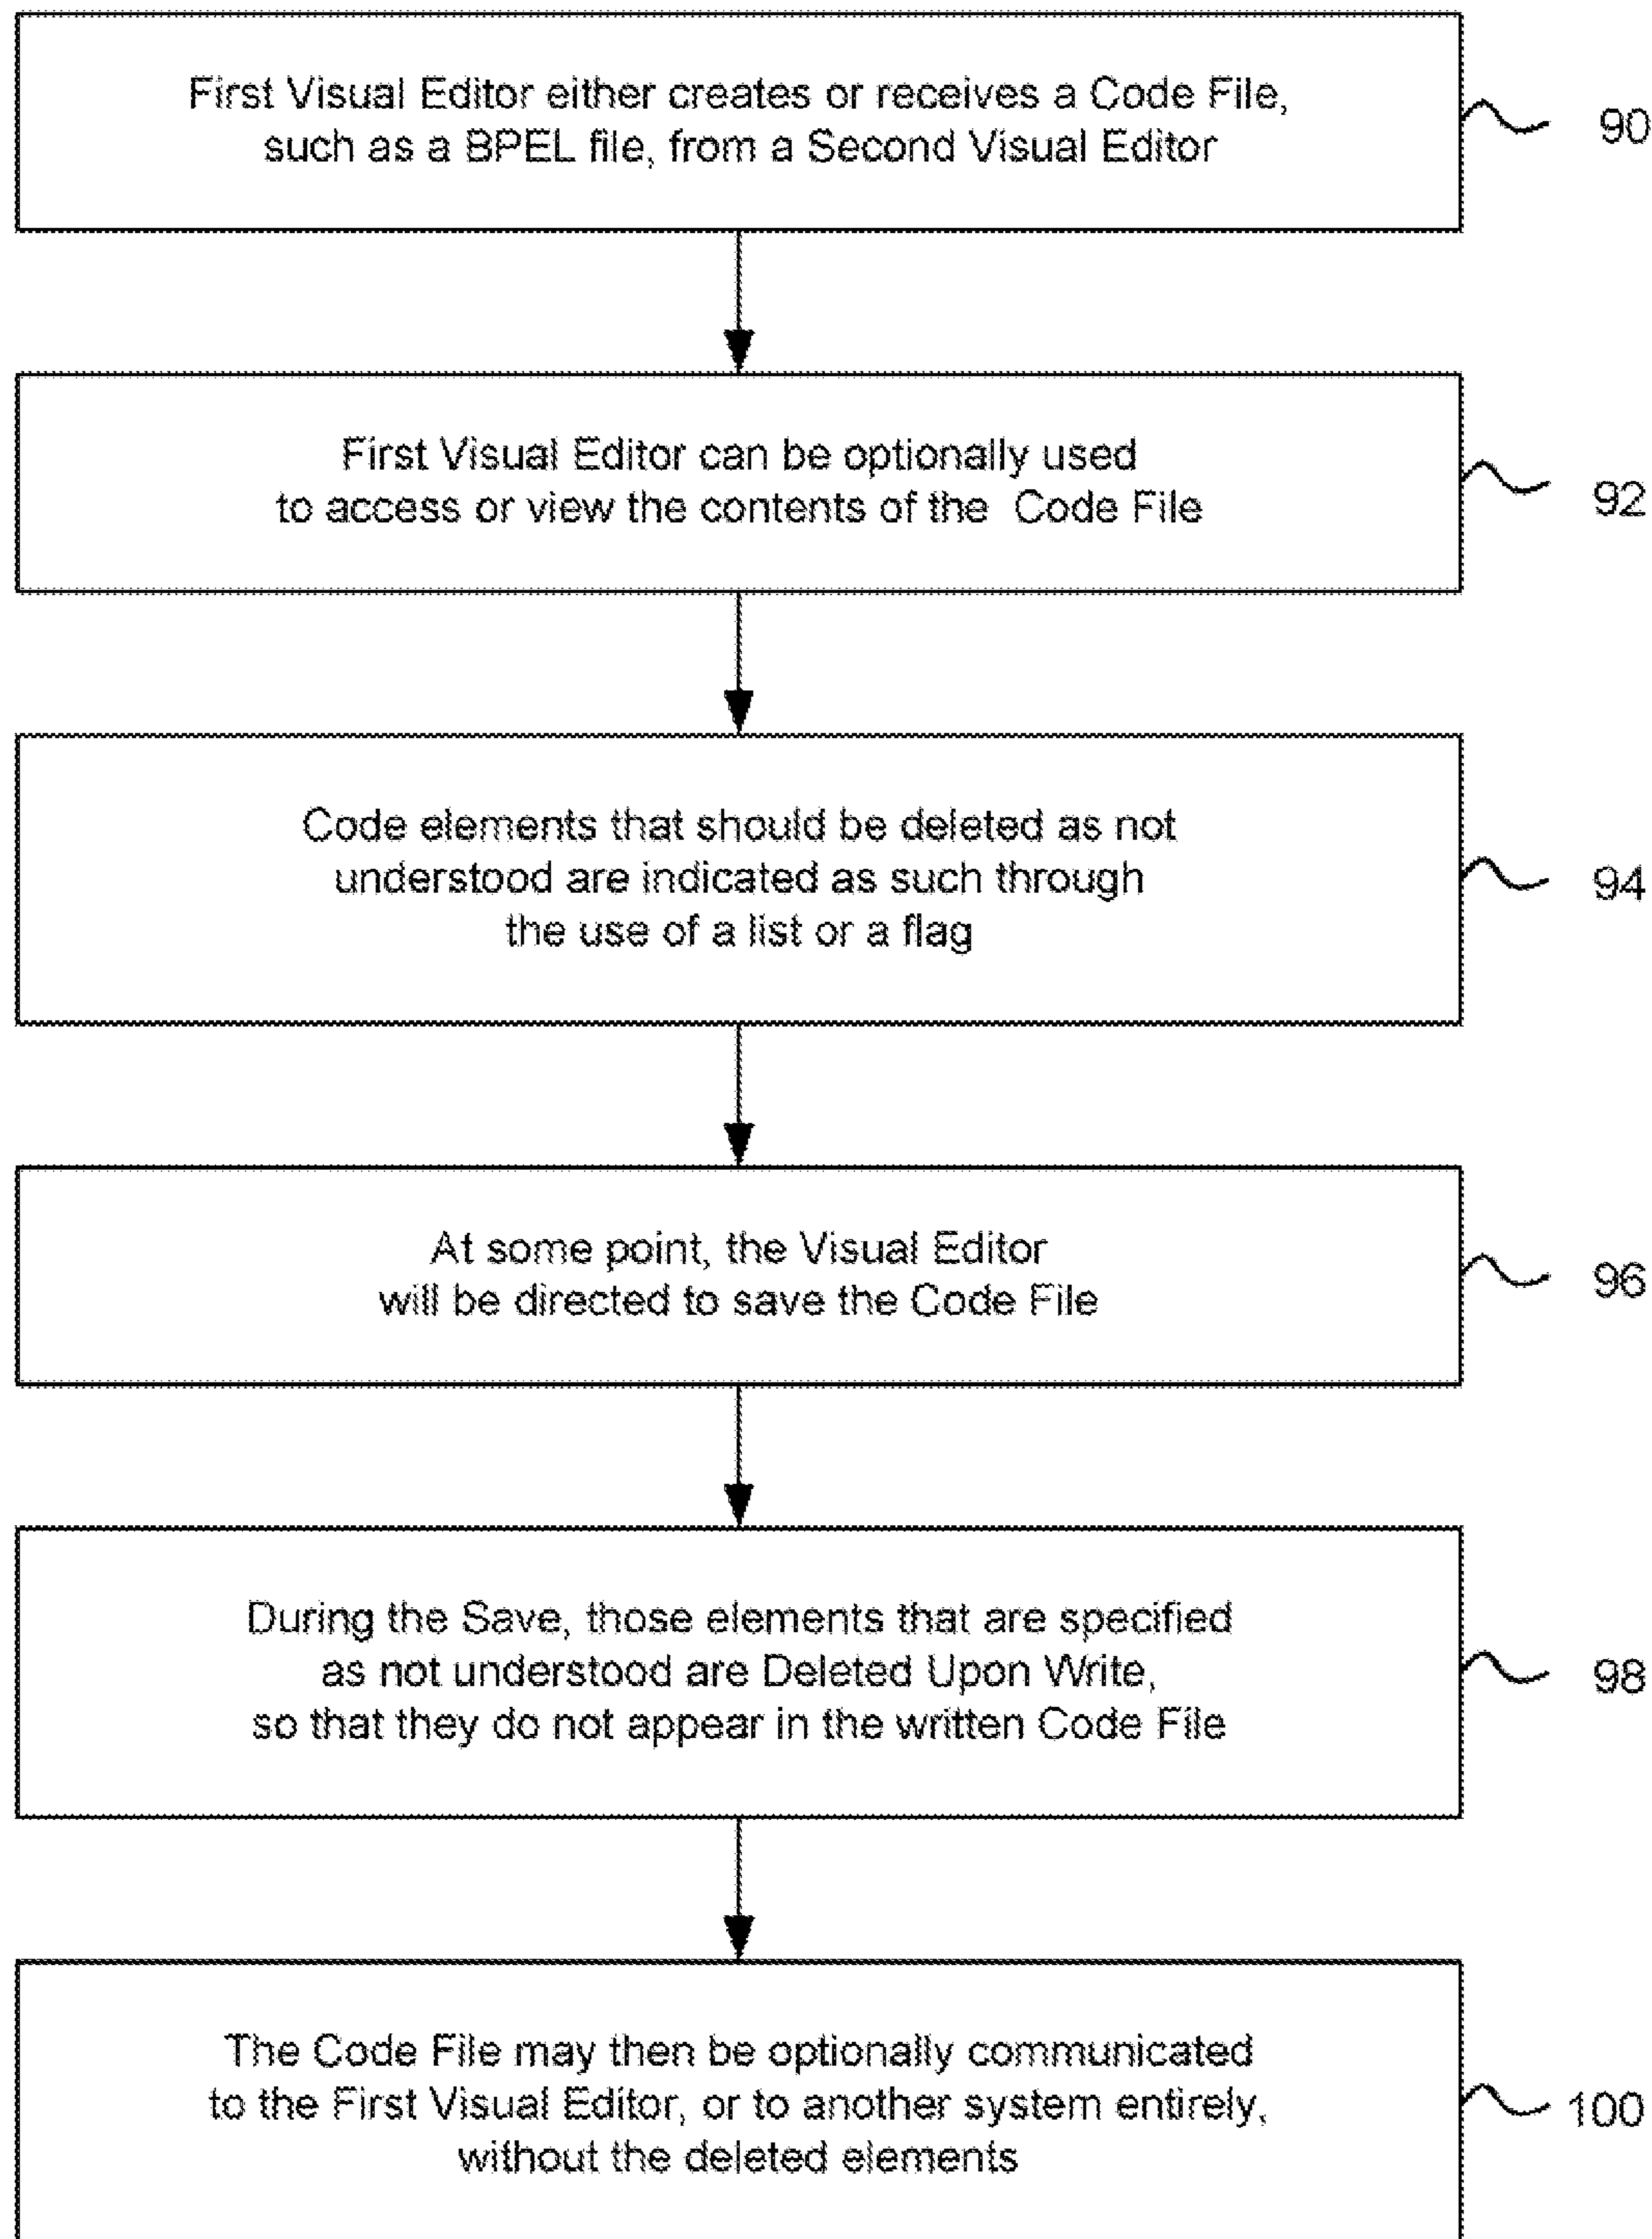 First Visual Editor either creates or receives a Code File,
such as a BPEL file, from a Second Visual Editor
90
First Visual Editor can be optionally used
to access or view the contents of the Code File
92
Code elements that should be deleted as not
understood are indicated as such through
the use of a list or a flag
94
At some point, the Visual Editor
will be directed to save the Code File
96
During the Save, those elements that are specified
as not understood are Deleted Upon Write,
so that they do not appear in the written Code File
98
The Code File may then be optionally communicated
to the First Visual Editor, or to another system entirely,
without the deleted elements
100